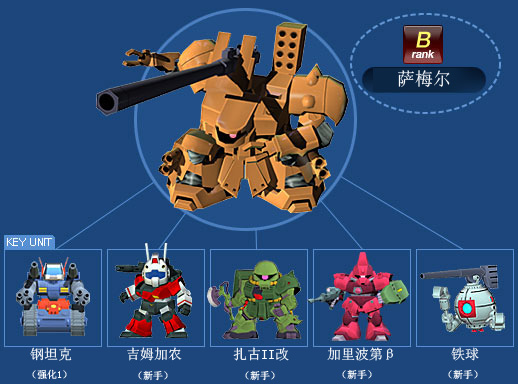 B
rank
萨梅尔
KEY UNIT
钢坦克
吉姆加农
扎古II改
加里波第β
铁球
（强化1）
（新手）
（新手）
（新手）
（新手）